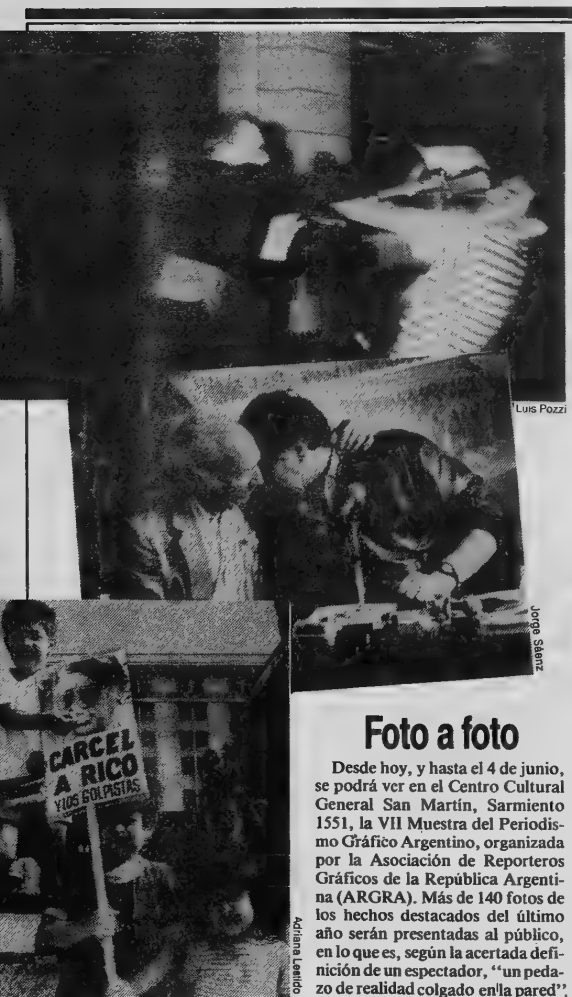 Luis Pozzi
Jorge Sáenz
CARCEL
A RICO
Y LOS GOLPISTAS
Adriana Lestido
Foto a foto
Desde hoy, y hasta el 4 de junio,
se podrá ver en el Centro Cultural
General San Martín, Sarmiento
1551, la VII Muestra del Periodis-
mo Gráfico Argentino, organizada
por la Asociación de Reporteros
Gráficos de la República Argenti-
na (ARGRA). Más de 140 fotos de
los hechos destacados del último
año serán presentadas al público,
en lo que es, según la acertada defi-
nición de un espectador, “un peda-
zo de realidad colgado en la pared”.